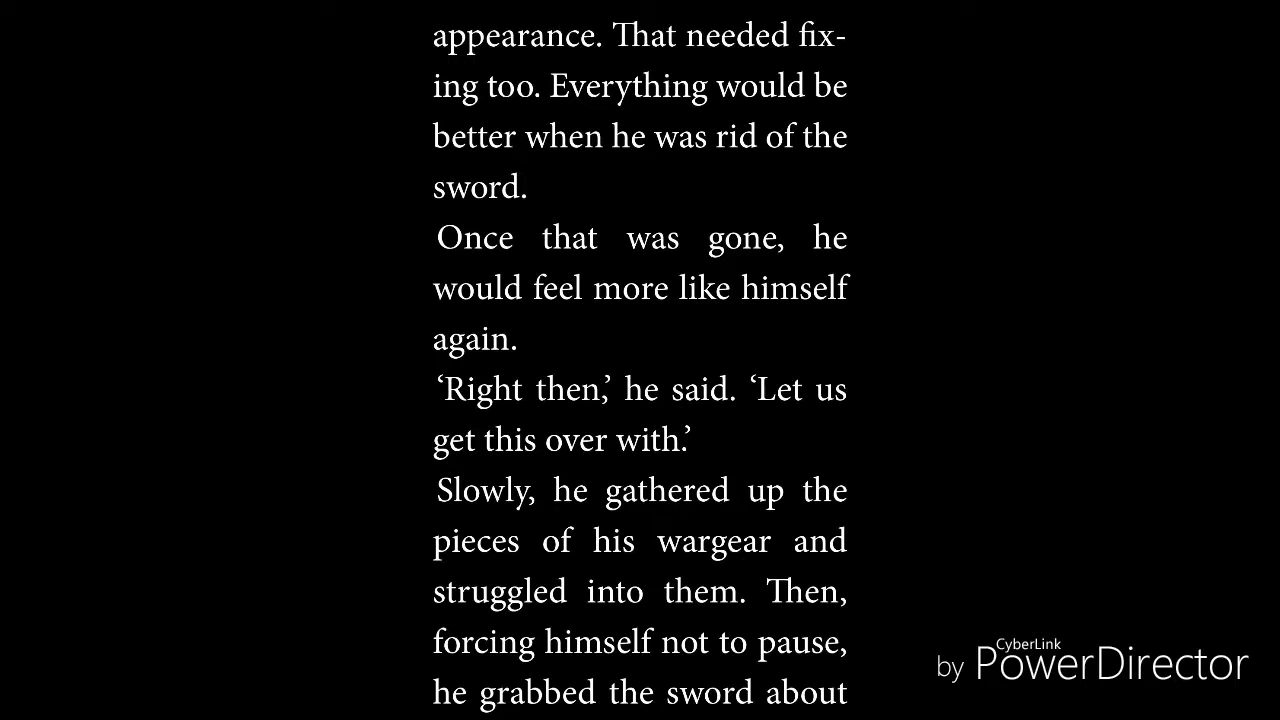 appearance. That needed fix-
ing too. Everything would be
better when he was rid of the
sword.
Once that was gone, he
would feel more like himself
again.
‘Right then,’ he said. ‘Let us
get this over with.’
Slowly, he gathered up the
pieces of his wargear and
struggled into them. Then,
forcing himself not to pause,
he grabbed the sword about
CyberLink
by PowerDirector